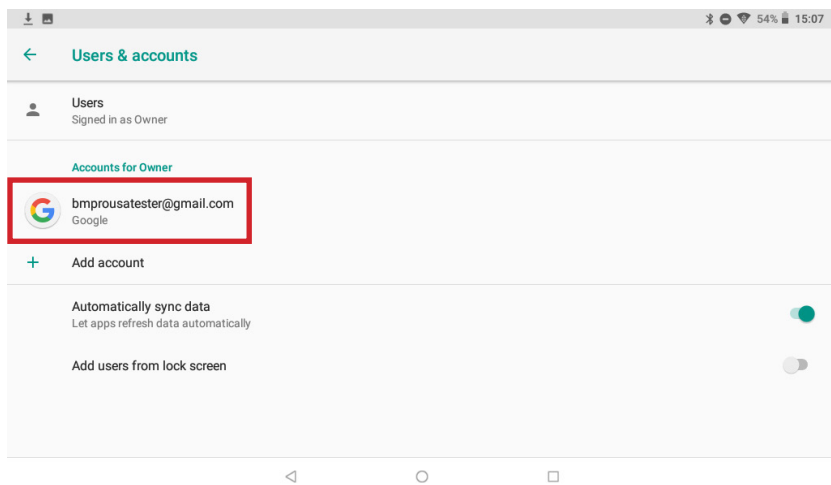 54% 15:07
Users & accounts
Users
Signed in as Owner
Accounts for Owner
bmprousatester@gmail.com
Google
Add account
Automatically sync data
Let apps refresh data automatically
Add users from lock screen